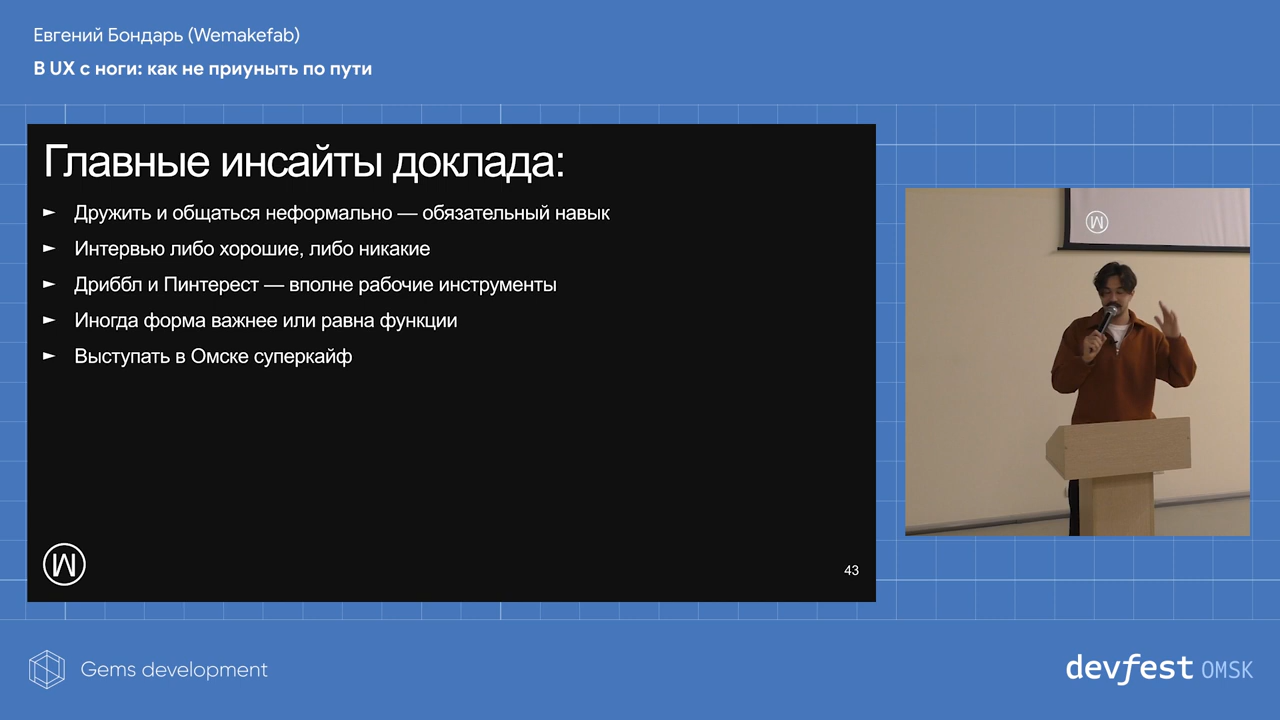 Евгений Бондарь (Wemakefab)
В UX с ноги: как не приуныть по пути
Главные инсайты доклада:
► Дружить и общаться неформально — обязательный навык
► Интервью либо хорошие, либо никакие
► Дриббл и Пинтерест — вполне рабочие инструменты
► Иногда форма важнее или равна функции
► Выступать в Омске суперкайф
W
43
W
Gems development
devfest OMSK